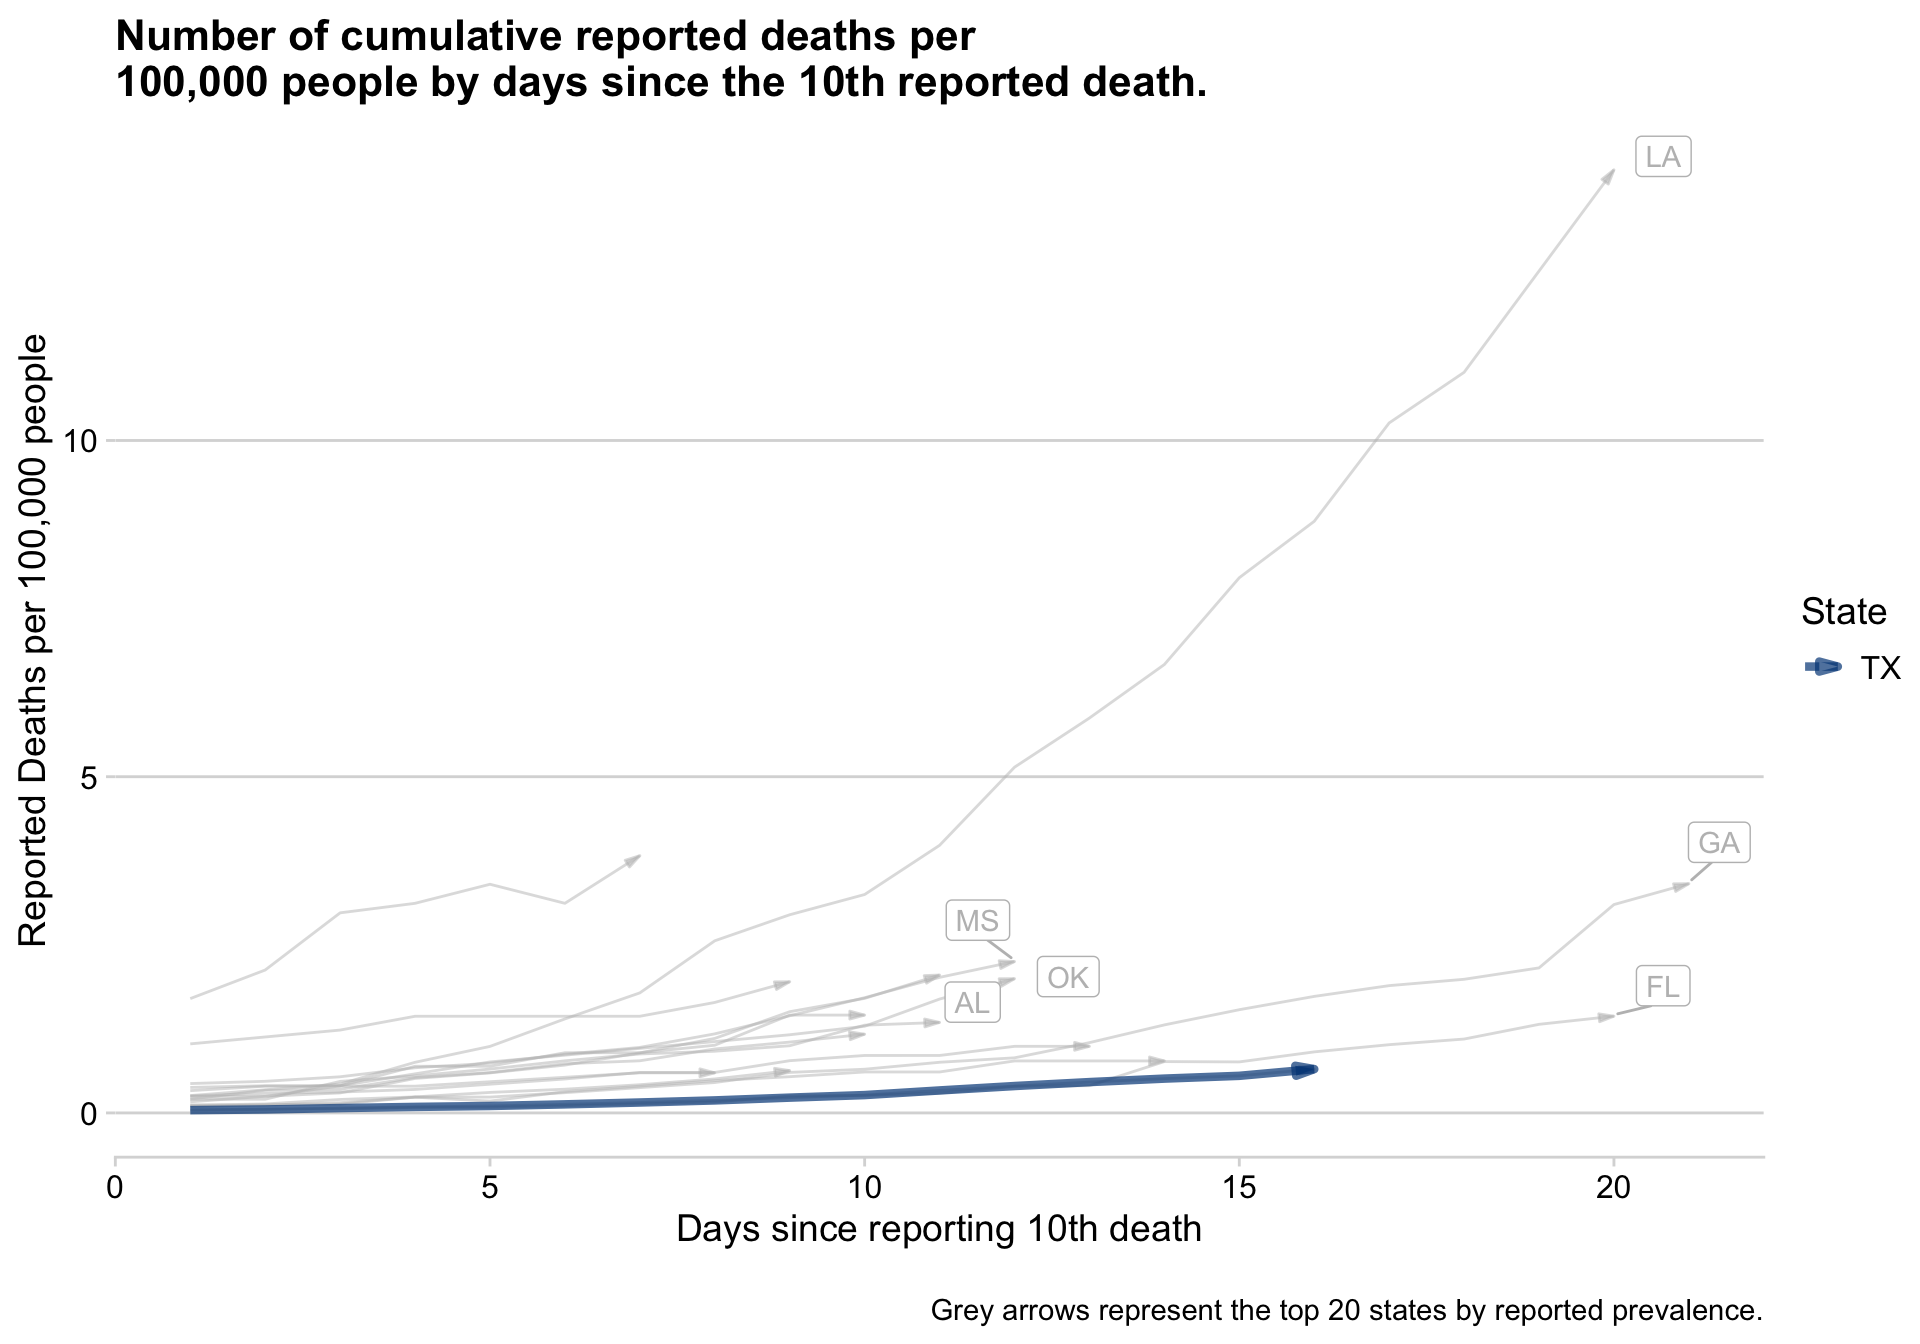 Number of cumulative reported deaths per
100,000 people by days since the 10th reported death.
Reported Deaths per 100,000 people
10
5
0
LA
GA
MS
OK
FL
AL
State
TX
0
5
10
15
20
Days since reporting 10th death
Grey arrows represent the top 20 states by reported prevalence.